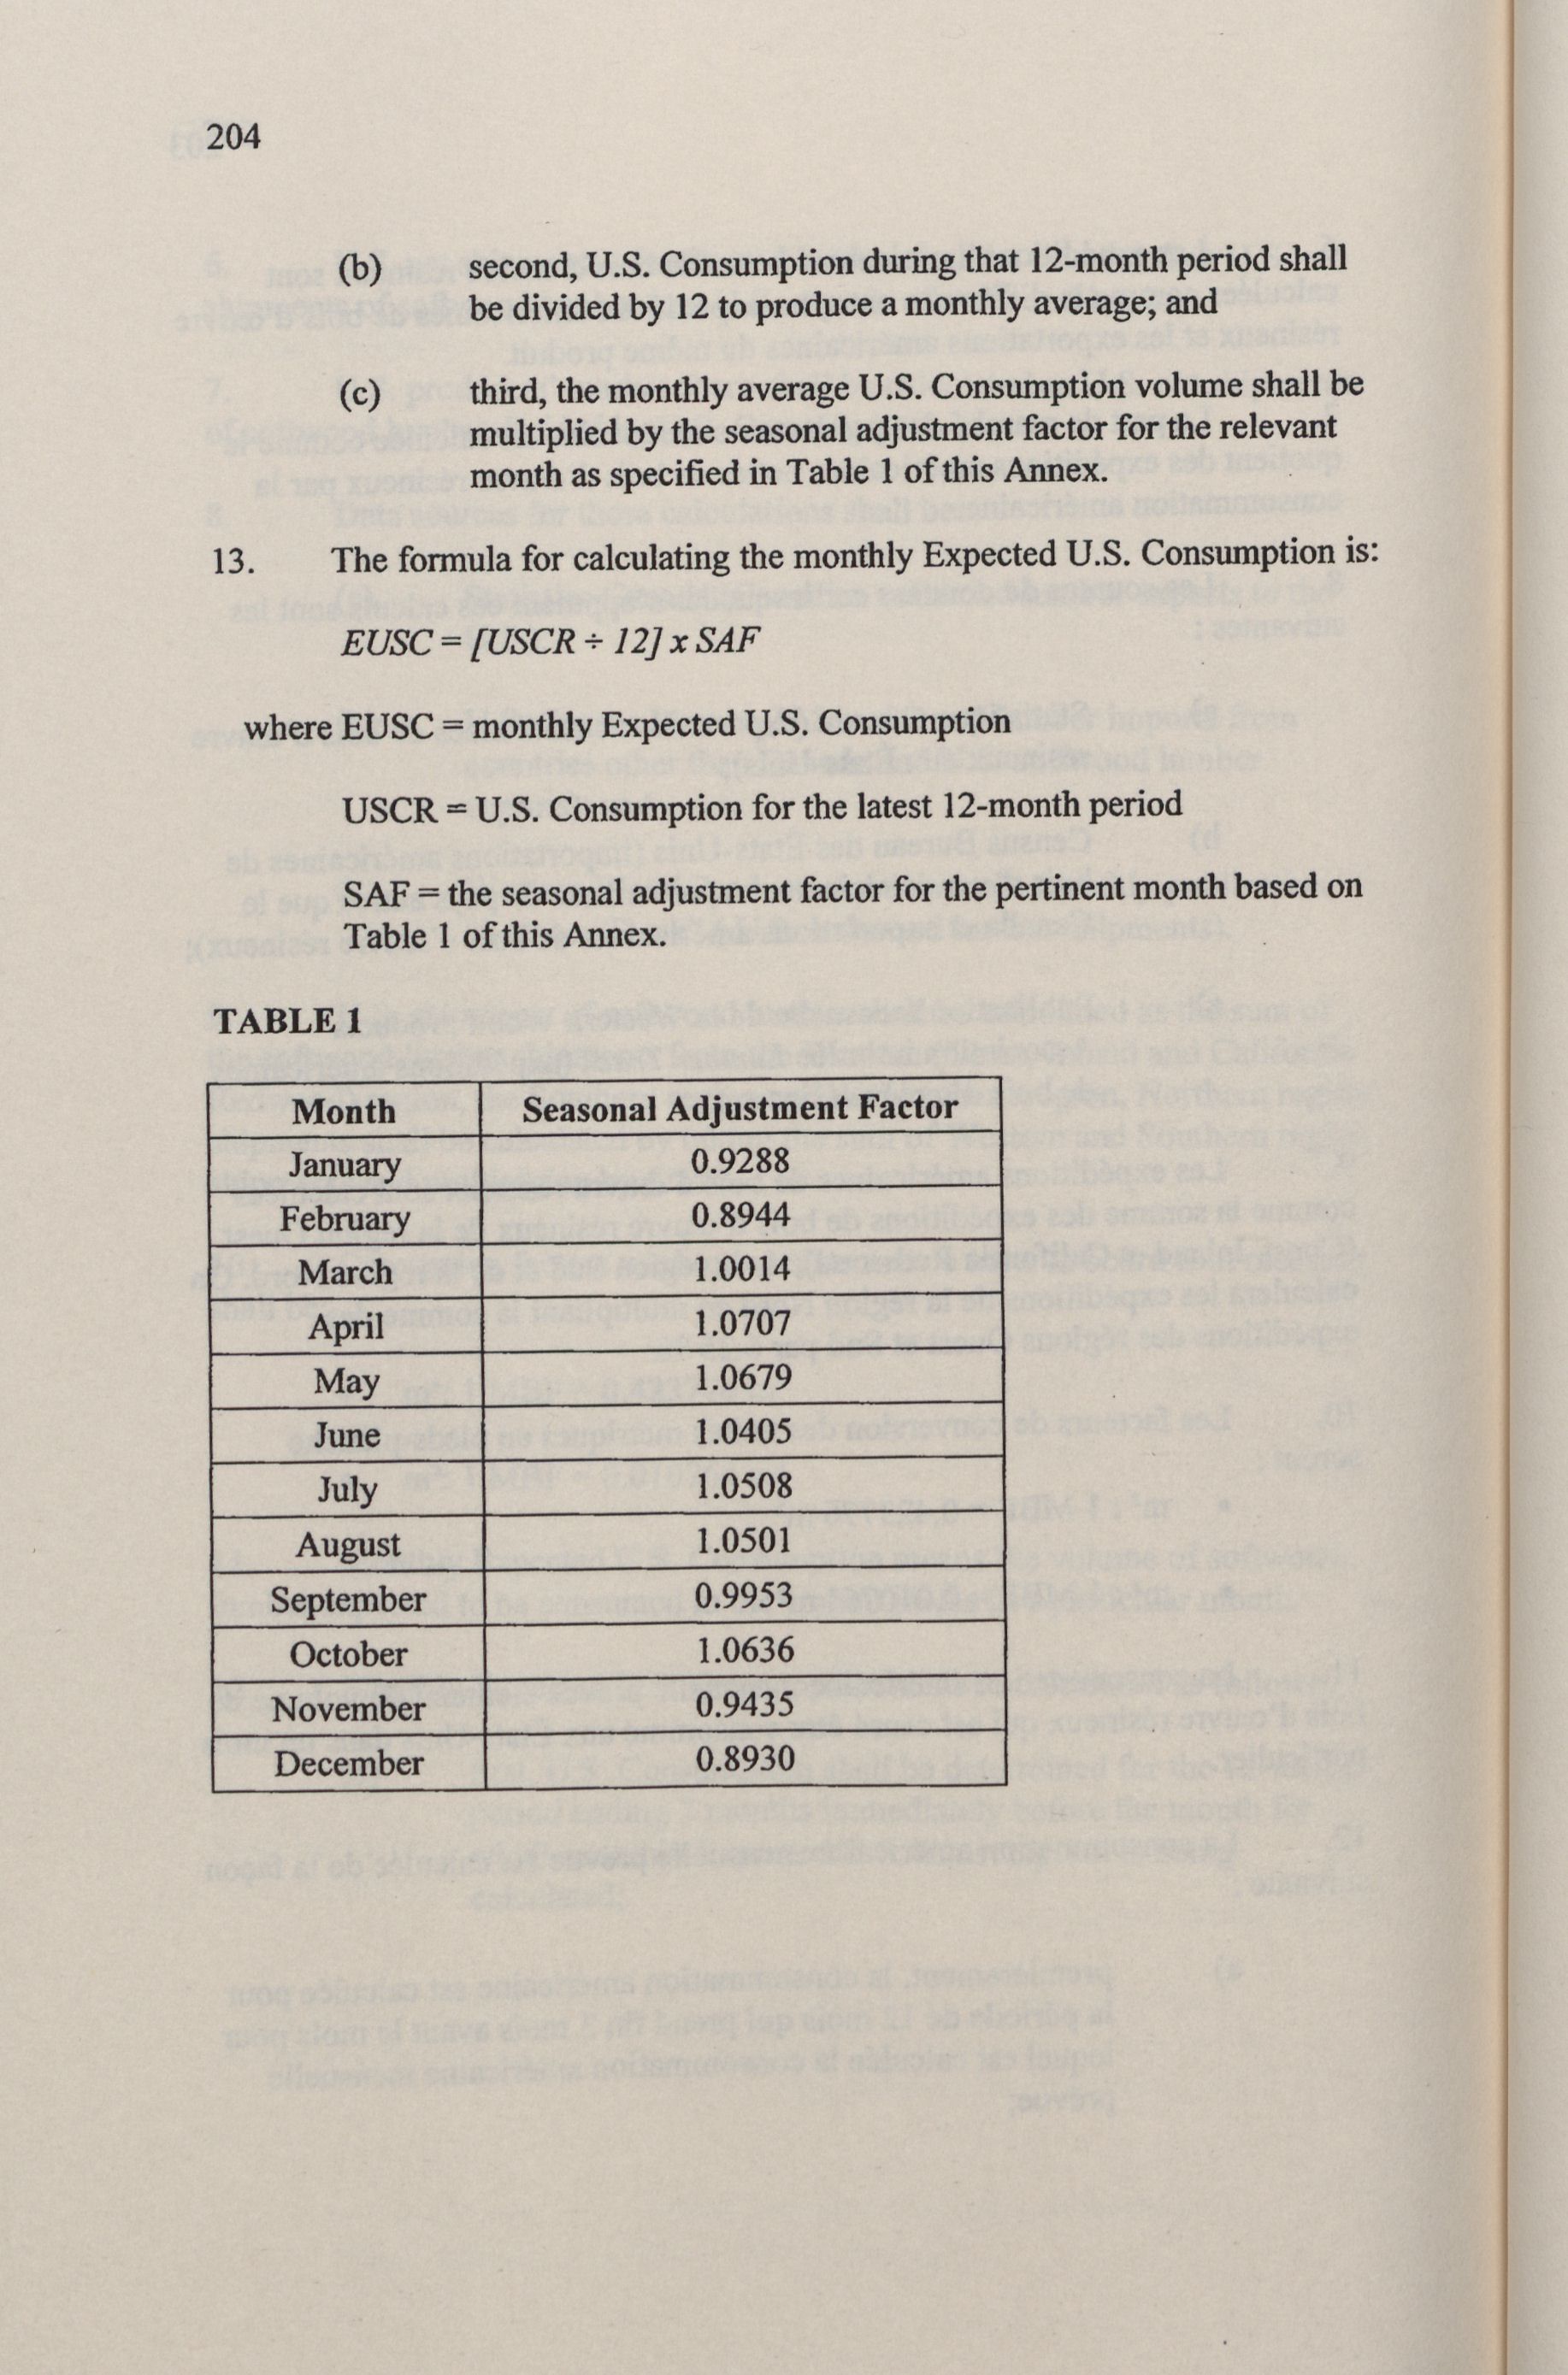 204
(b) second, U.S. Consumption during that 12-month period shall
be divided by 12 to produce a monthly average; and
(c) third, the monthly average U.S. Consumption volume shall be
multiplied by the seasonal adjustment factor for the relevant
month as specified in Table 1 of this Annex.
13. The formula for calculating the monthly Expected U.S. Consumption is:
EUSC = [USCR ÷ 12] x SAF
where EUSC = monthly Expected U.S. Consumption
USCR = U.S. Consumption for the latest 12-month period
SAF = the seasonal adjustment factor for the pertinent month based on
Table 1 of this Annex.
TABLE 1
Month Seasonal Adjustment Factor
January 0.9288
February 0.8944
March 1.0014
April 1.0707
May 1.0679
June 1.0405
July 1.0508
August 1.0501
September 0.9953
October 1.0636
November 0.9435
December 0.8930